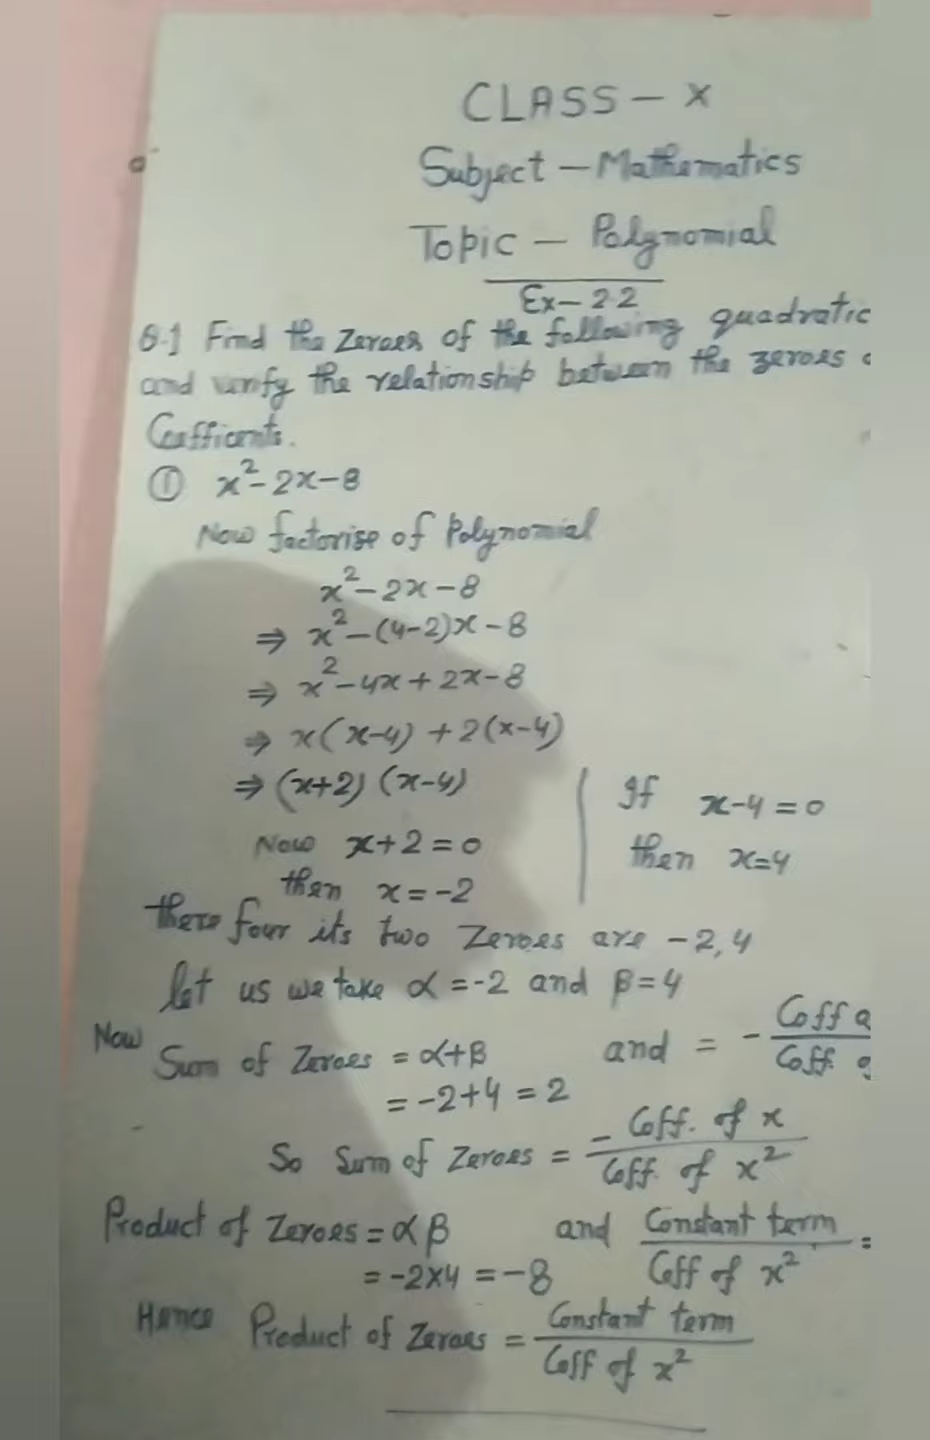 CLASS - X
Subject - Mathematics
Topic - Polynomial
Ex - 2.2
Q.1 Find the Zeroes of the following quadratic
and verify the relationship between the zeroes
Coefficents.
① x² - 2x - 8
Now factorise of Polynomial
x² - 2x - 8
⇒ x² - (4-2)x - 8
⇒ x² - 4x + 2x - 8
⇒ x(x-4) + 2(x-4)
⇒ (x+2) (x-4)
If x-4 = 0
Now x+2 = 0
then x=4
then x = -2
there four its two Zeroes are -2, 4
let us we take α = -2 and β = 4
Now
Sum of Zeroes = α+β and = - Coff / Coff.
= -2+4 = 2
So Sum of Zeroes = - Coff. of x / Coff. of x²
Product of Zeroes = α β and Constant term / Coff of x² =
= -2×4 = -8
Hence Product of Zeroes = Constant term / Coff of x²